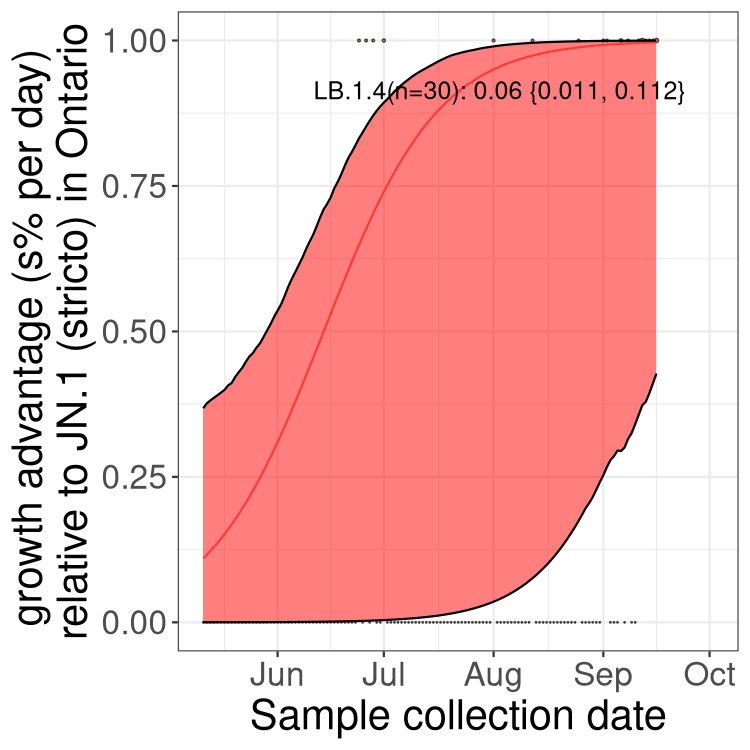 growth advantage (s% per day)
relative to JN.1 (stricto) in Ontario
1.00
0.75
0.50
0.25
0.00
LB.1.4(n=30): 0.06 {0.011, 0.112}
Jun Jul Aug Sep Oct
Sample collection date